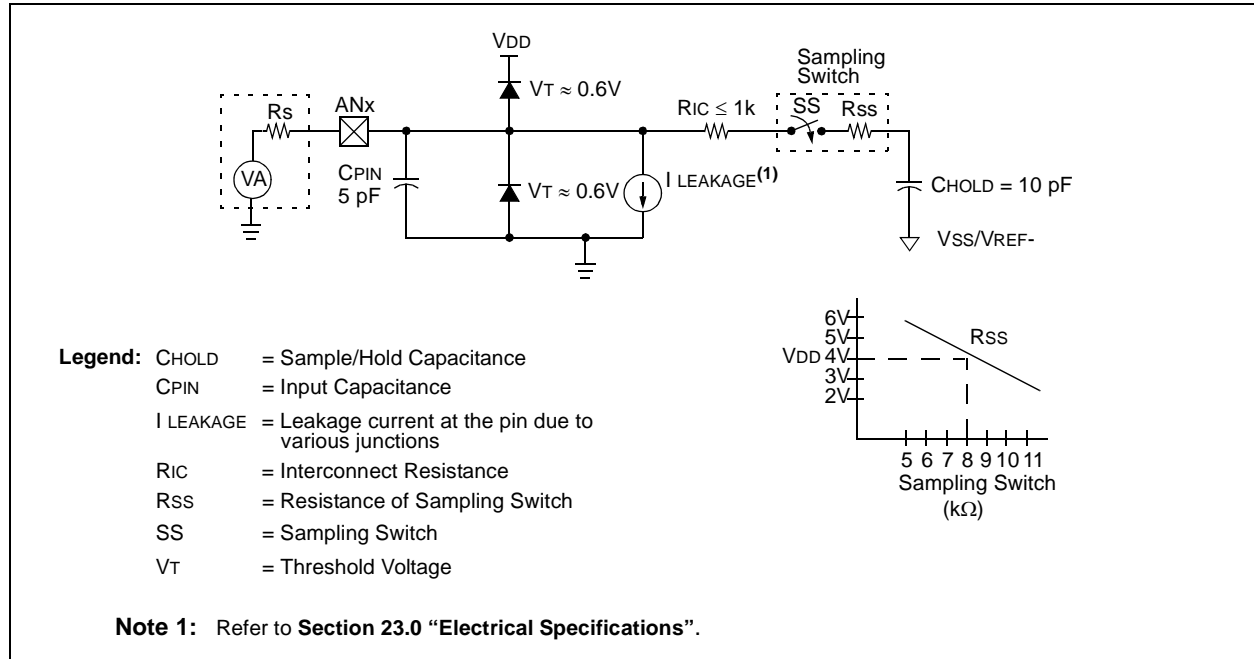 VDD
Sampling
Switch
VT ≈ 0.6V
Rs
ANx
RIC ≤ 1k
SS
Rss
VA
CPIN
5 pF
VT ≈ 0.6V
I LEAKAGE(1)
CHOLD = 10 pF
VSS/VREF-
6V
5V
VDD 4V
3V
2V
RSS
5 6 7 8 9 10 11
Sampling Switch
(kΩ)
Legend: CHOLD = Sample/Hold Capacitance
CPIN = Input Capacitance
I LEAKAGE = Leakage current at the pin due to
various junctions
RIC = Interconnect Resistance
RSS = Resistance of Sampling Switch
SS = Sampling Switch
VT = Threshold Voltage
Note 1: Refer to Section 23.0 “Electrical Specifications”.